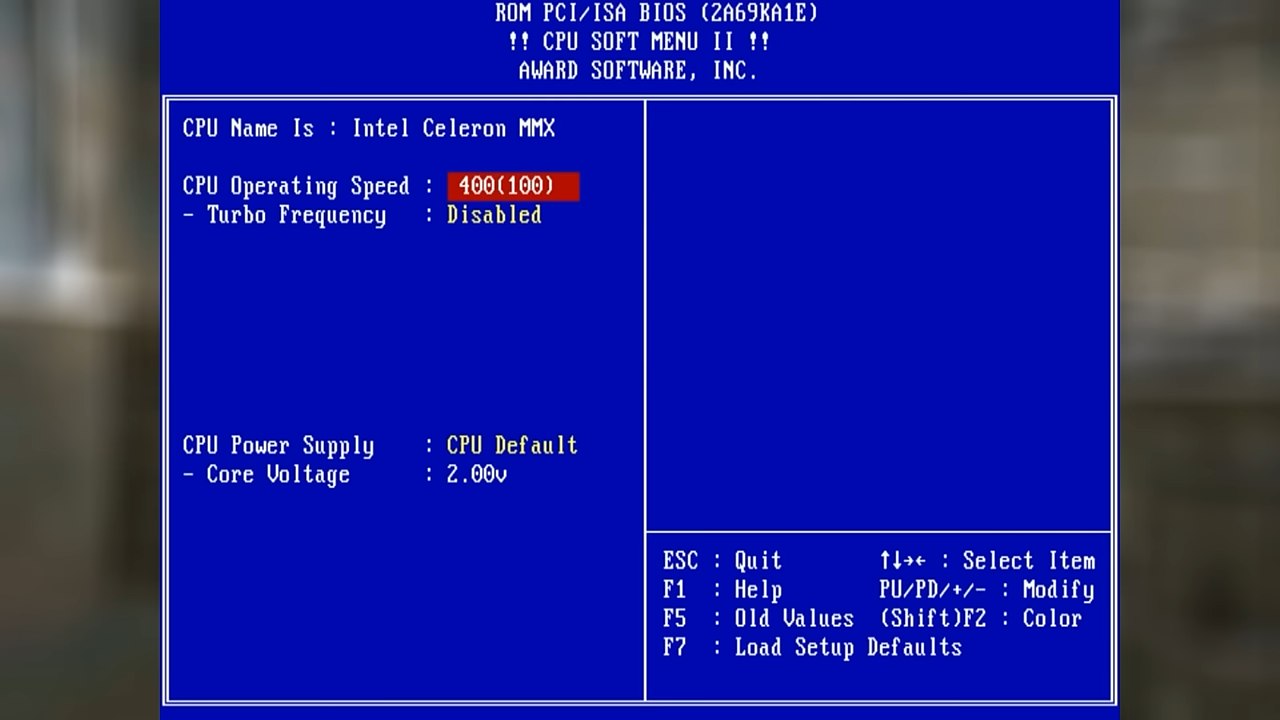 ROM PCI/ISA BIOS (2A69KA1E)
!! CPU SOFT MENU II !!
AWARD SOFTWARE, INC.
CPU Name Is : Intel Celeron MMX
CPU Operating Speed : 400(100)
- Turbo Frequency : Disabled
CPU Power Supply : CPU Default
- Core Voltage : 2.00v
ESC : Quit ↑↓→← : Select Item
F1 : Help PU/PD/+/- : Modify
F5 : Old Values (Shift)F2 : Color
F7 : Load Setup Defaults